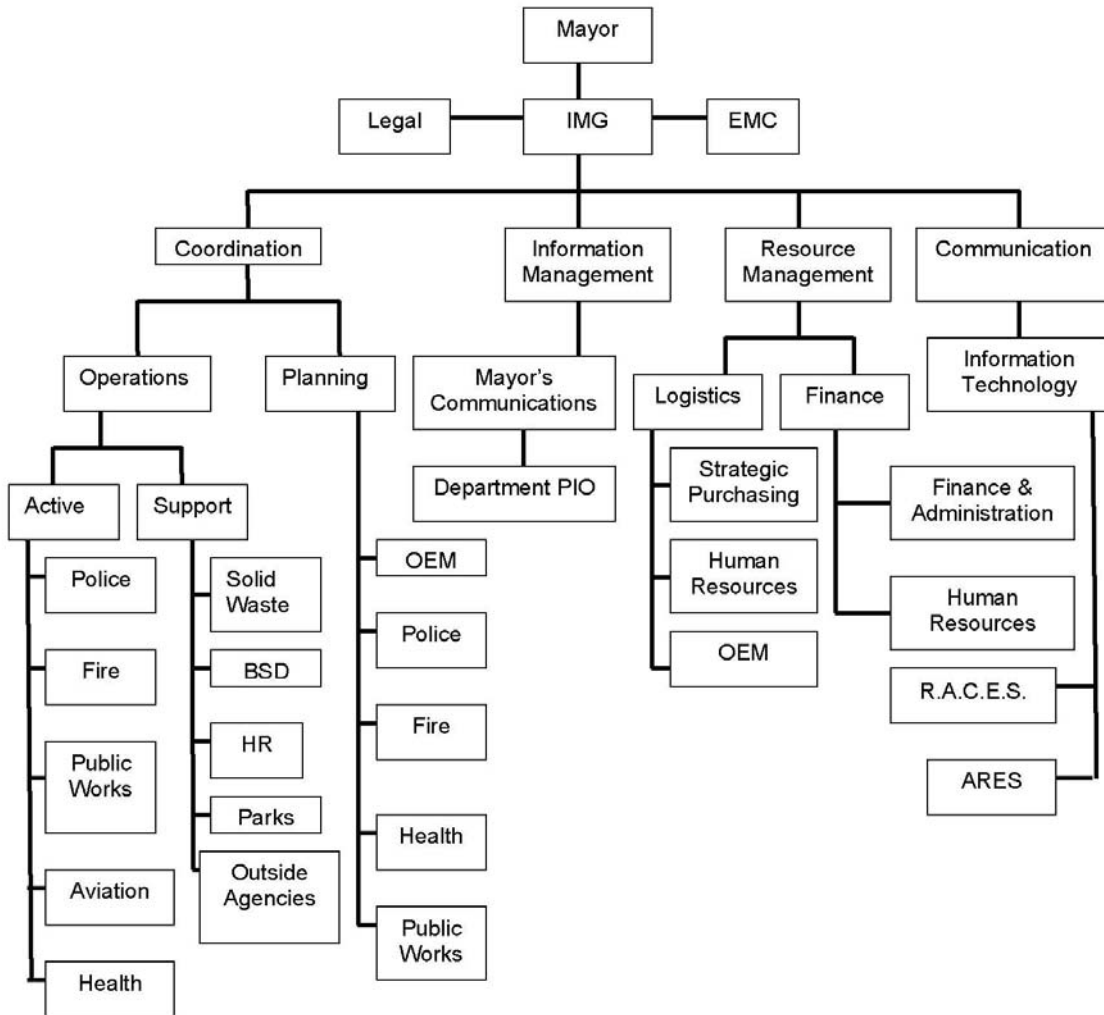 Mayor
Legal
IMG
EMC
Coordination
Information
Management
Resource
Management
Communication
Operations
Planning
Mayor's
Communications
Logistics
Finance
Information
Technology
Active
Support
Department PIO
Strategic
Purchasing
Finance &
Administration
Police
Solid
Waste
OEM
Human
Resources
Police
Human
Resources
Fire
BSD
OEM
R.A.C.E.S.
Fire
HR
Public
Works
ARES
Parks
Health
Aviation
Outside
Agencies
Public
Works
Health